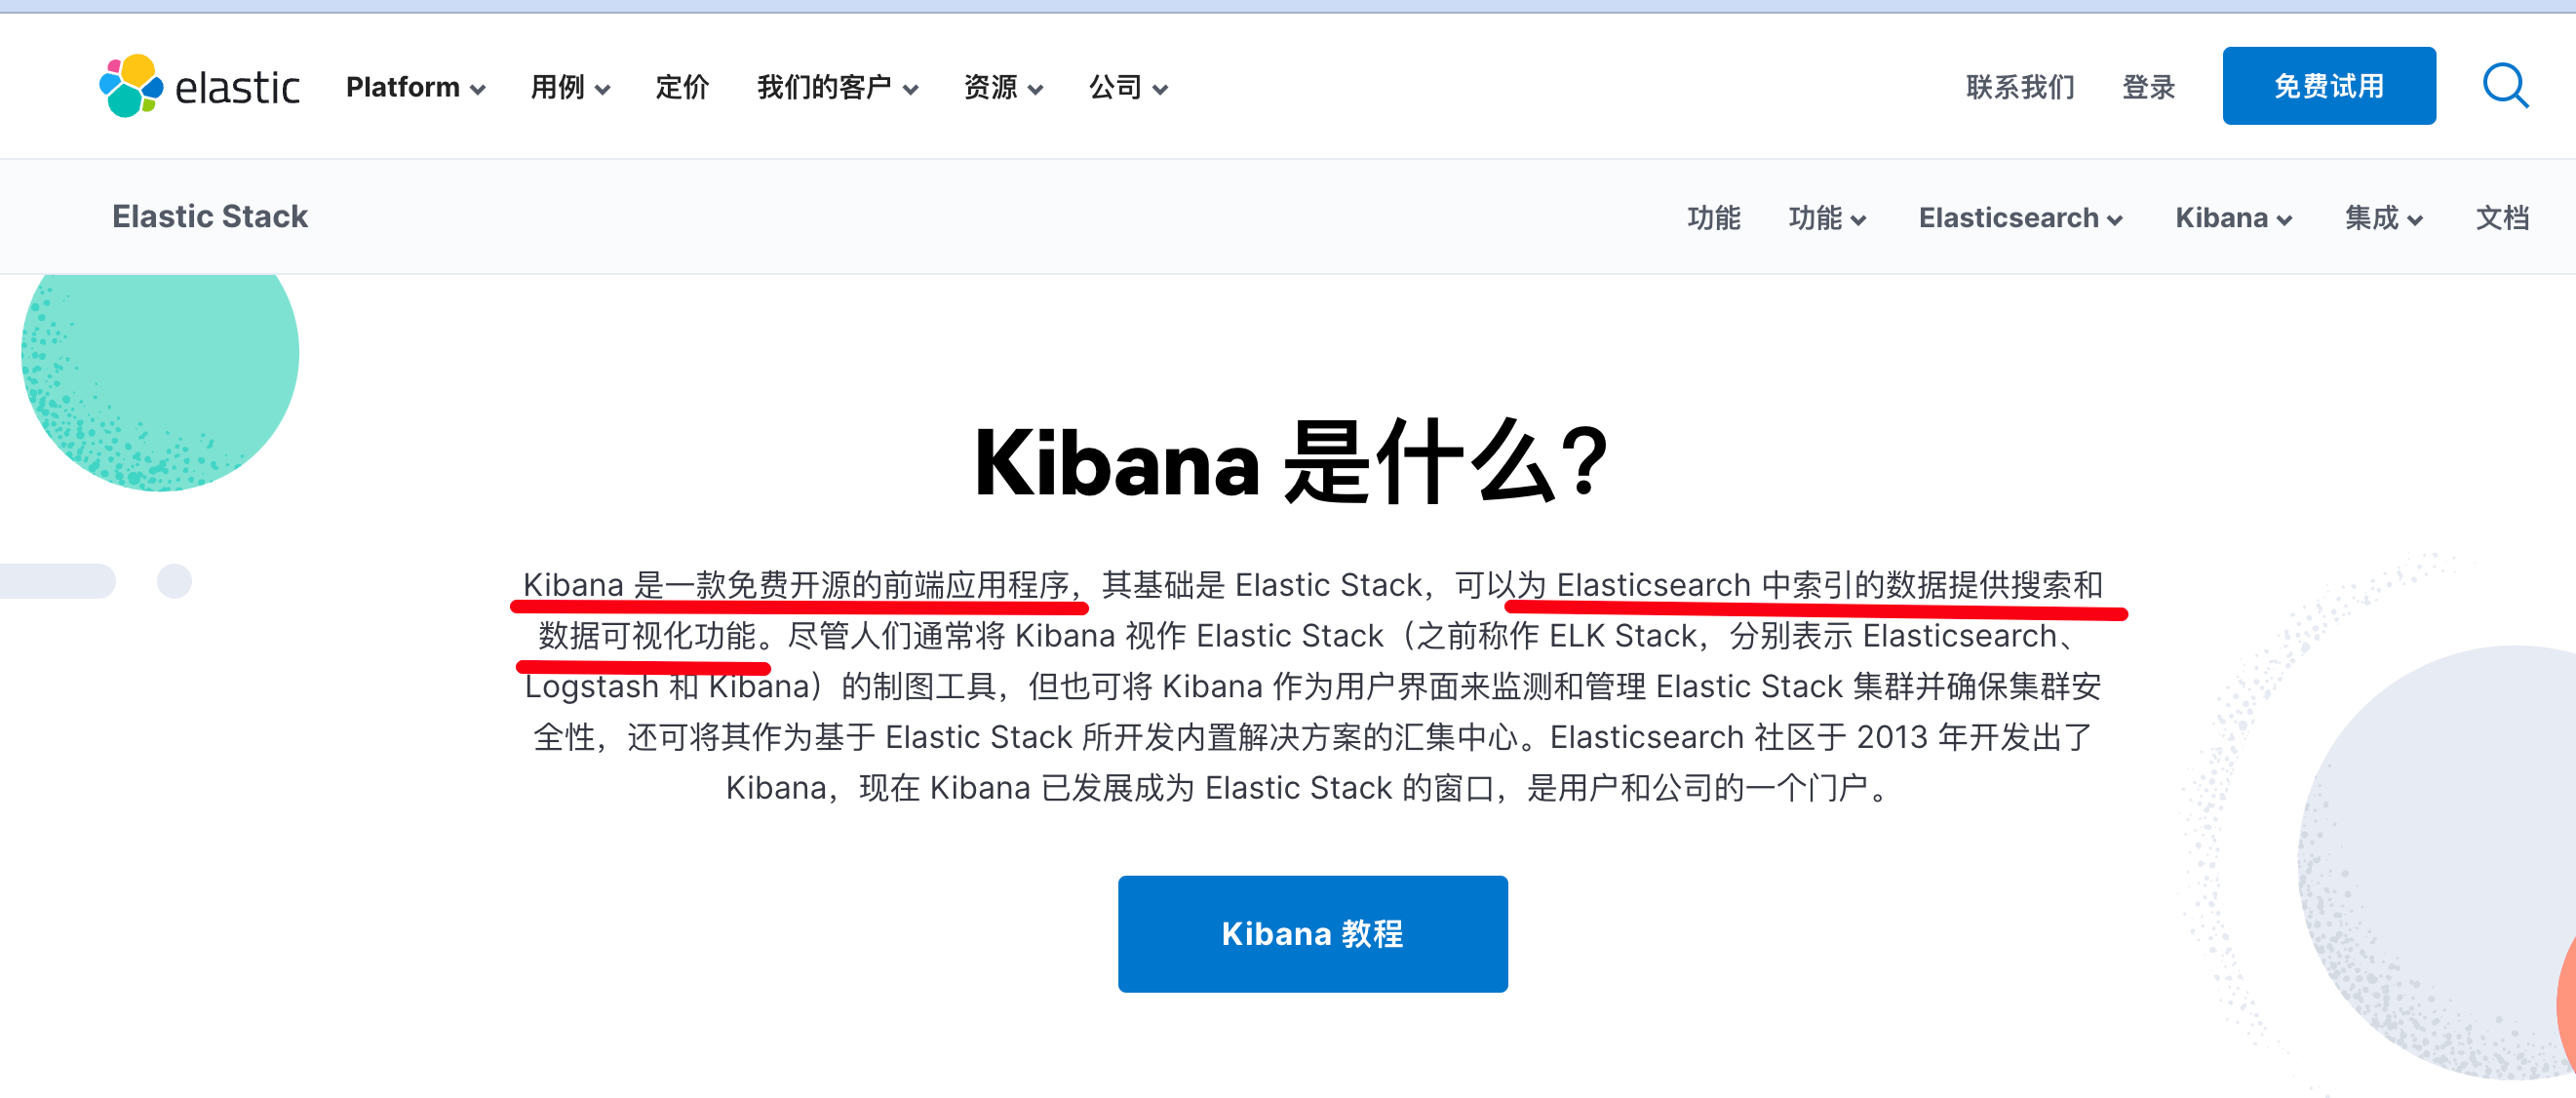 elastic Platform 用例 定价 我们的客户 资源 公司 联系我们 登录 免费试用
Elastic Stack 功能 功能 Elasticsearch Kibana 集成 文档
Kibana 是什么？
Kibana 是一款免费开源的前端应用程序，其基础是 Elastic Stack，可以为 Elasticsearch 中索引的数据提供搜索和
数据可视化功能。尽管人们通常将 Kibana 视作 Elastic Stack（之前称作 ELK Stack，分别表示 Elasticsearch、
Logstash 和 Kibana）的制图工具，但也可将 Kibana 作为用户界面来监测和管理 Elastic Stack 集群并确保集群安
全性，还可将其作为基于 Elastic Stack 所开发内置解决方案的汇集中心。Elasticsearch 社区于 2013 年开发出了
Kibana，现在 Kibana 已发展成为 Elastic Stack 的窗口，是用户和公司的一个门户。
Kibana 教程